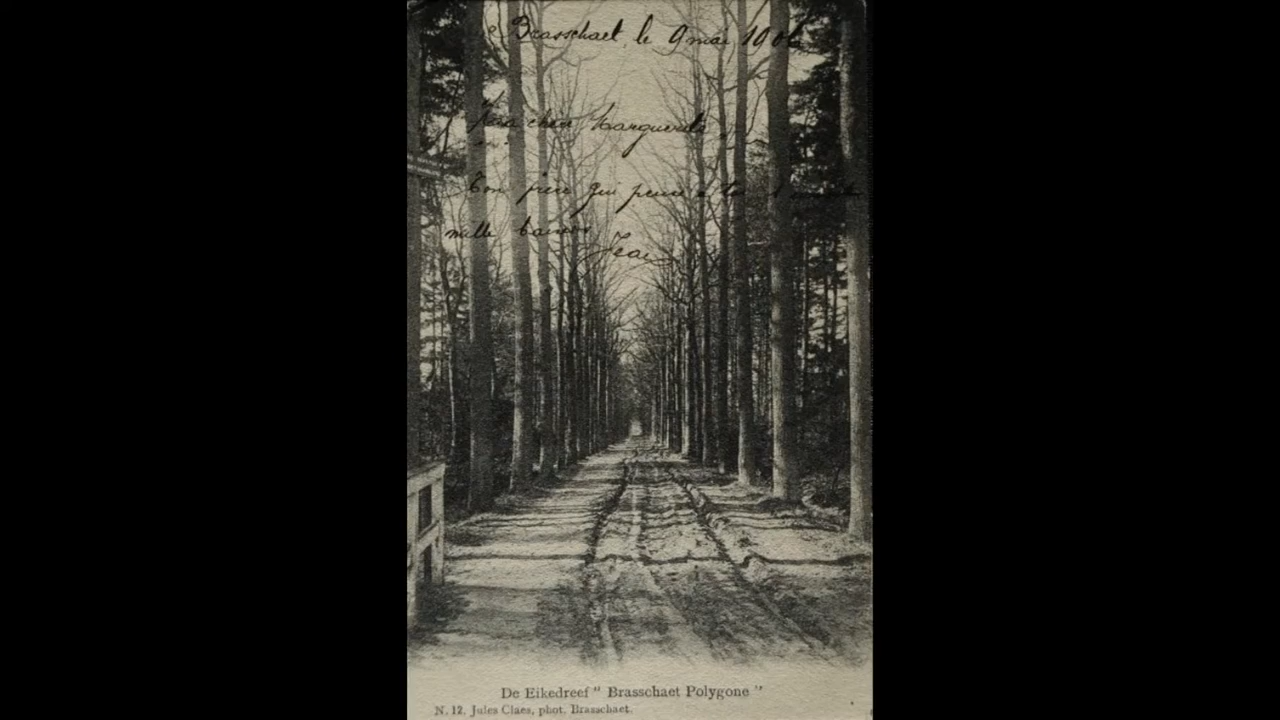 Brasschaet, le 9 mai 1906
Ma chère Marguerite
Ton père qui pense à toi
mille baisers
Jean
De Eikedreef " Brasschaet Polygone "
N. 12. Jules Claes, phot. Brasschaet.